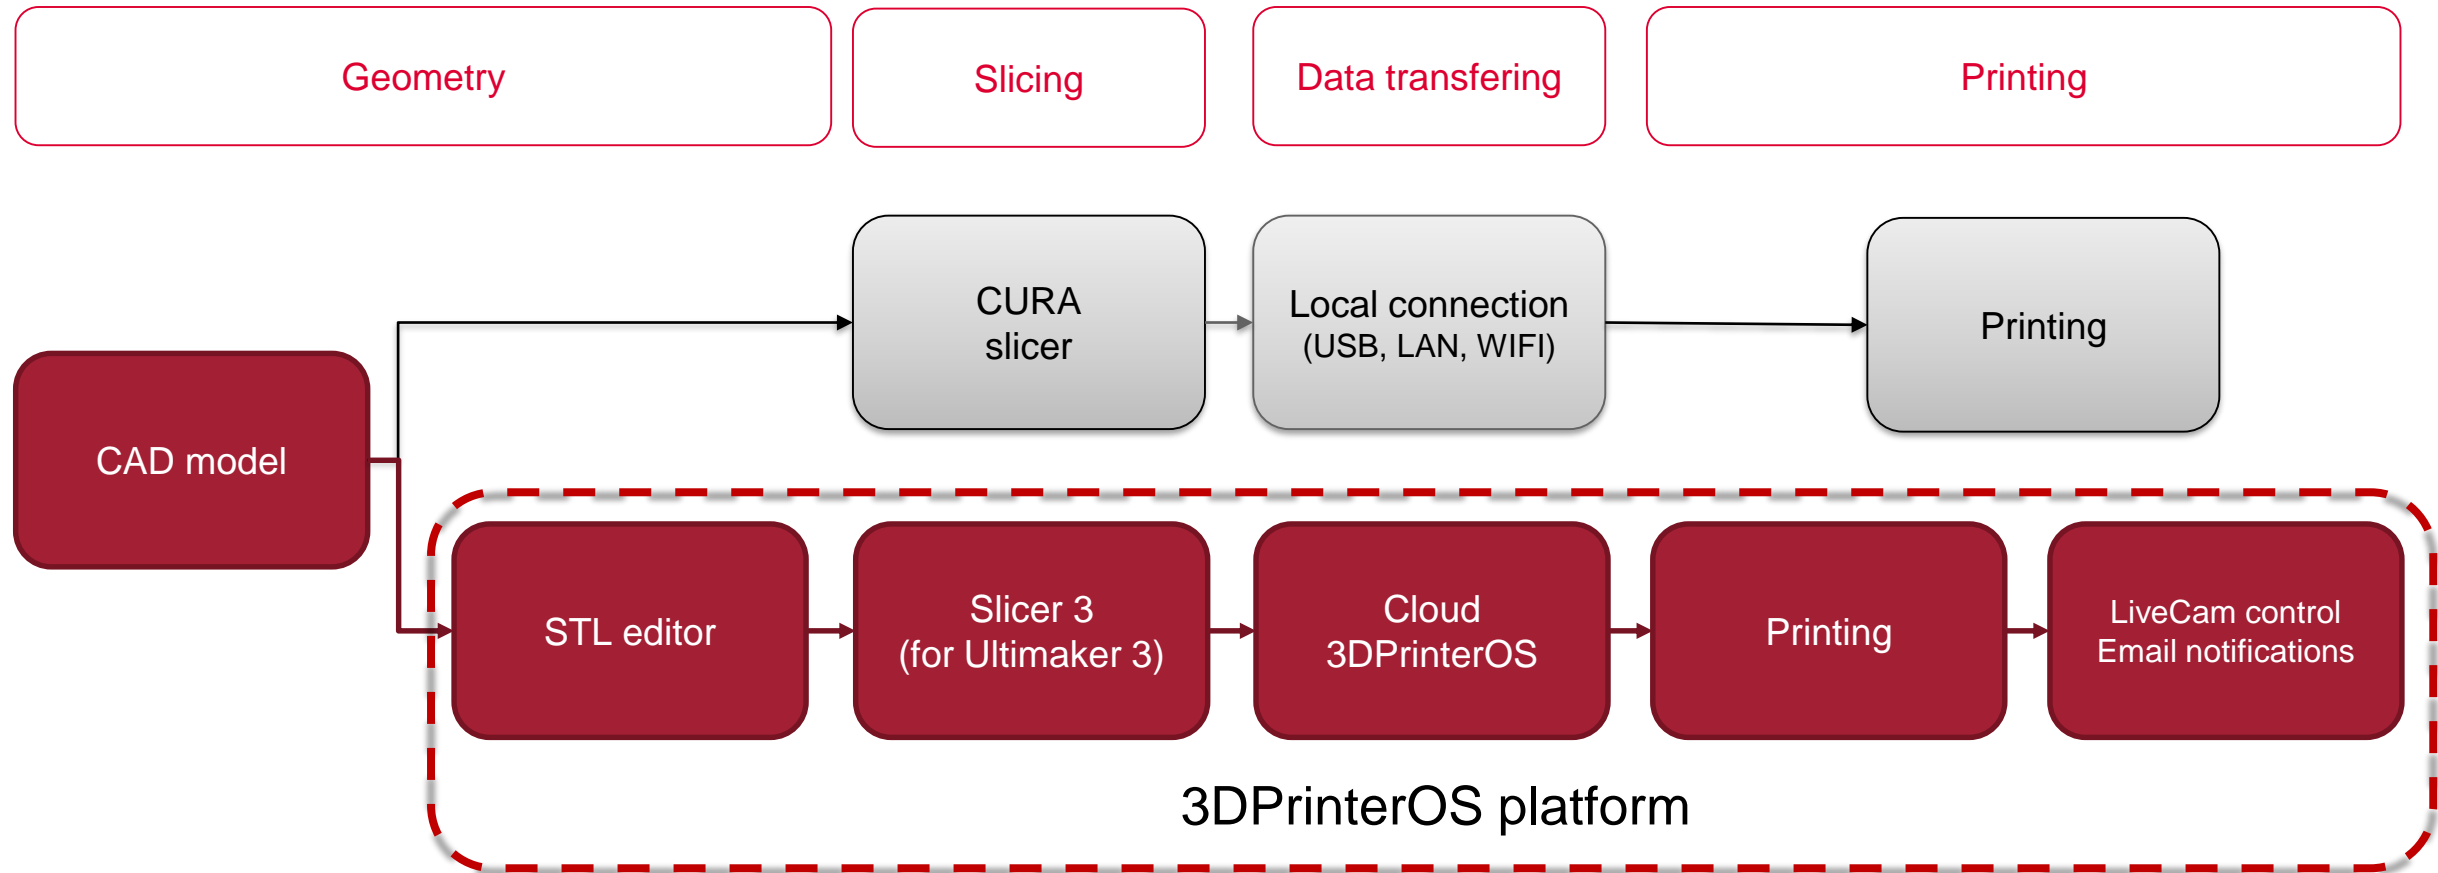 Geometry
Slicing
Data transfering
Printing
CURA
slicer
Local connection
(USB, LAN, WIFI)
Printing
CAD model
STL editor
Slicer 3
(for Ultimaker 3)
Cloud
3DPrinterOS
Printing
LiveCam control
Email notifications
3DPrinterOS platform